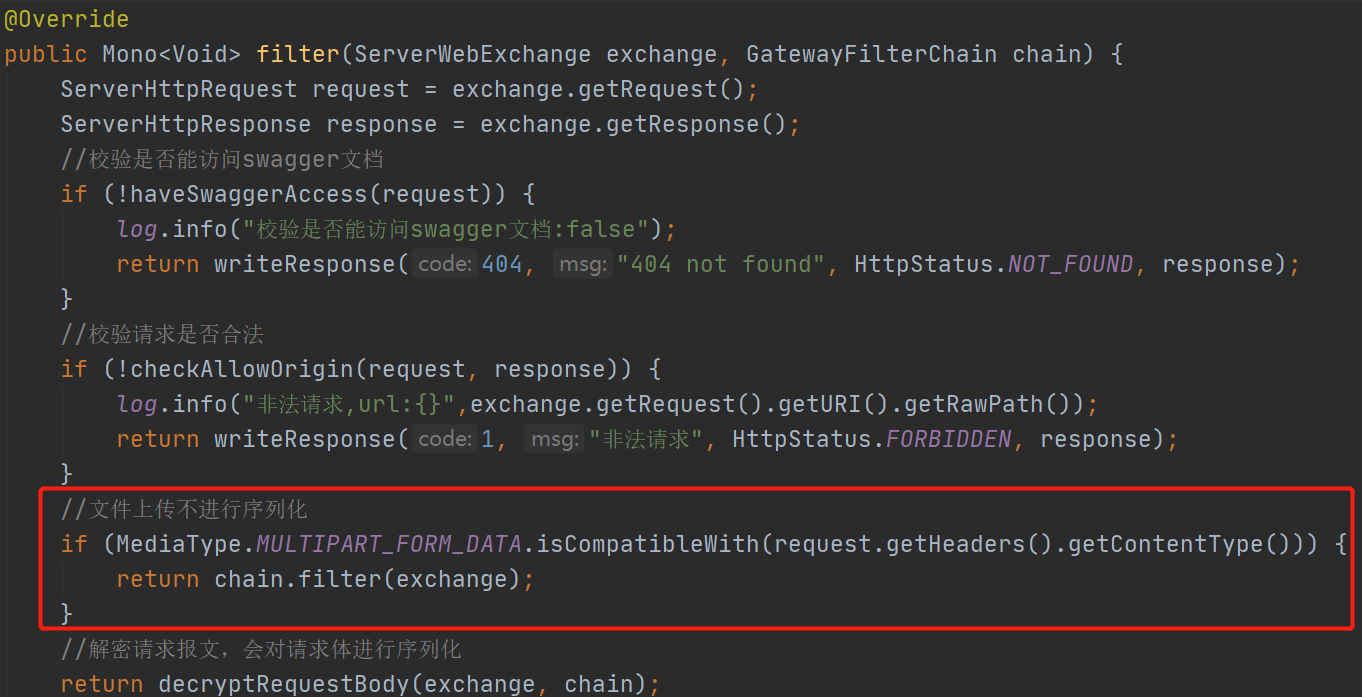 @Override
public Mono<Void> filter(ServerWebExchange exchange, GatewayFilterChain chain) {
ServerHttpRequest request = exchange.getRequest();
ServerHttpResponse response = exchange.getResponse();
//校验是否能访问swagger文档
if (!haveSwaggerAccess(request)) {
log.info("校验是否能访问swagger文档:false");
return writeResponse( code: 404, msg: "404 not found", HttpStatus.NOT_FOUND, response);
}
//校验请求是否合法
if (!checkAllowOrigin(request, response)) {
log.info("非法请求,url:{}",exchange.getRequest().getURI().getRawPath());
return writeResponse( code: 1, msg: "非法请求", HttpStatus.FORBIDDEN, response);
}
//文件上传不进行序列化
if (MediaType.MULTIPART_FORM_DATA.isCompatibleWith(request.getHeaders().getContentType())) {
return chain.filter(exchange);
}
//解密请求报文，会对请求体进行序列化
return decryptRequestBody(exchange, chain);